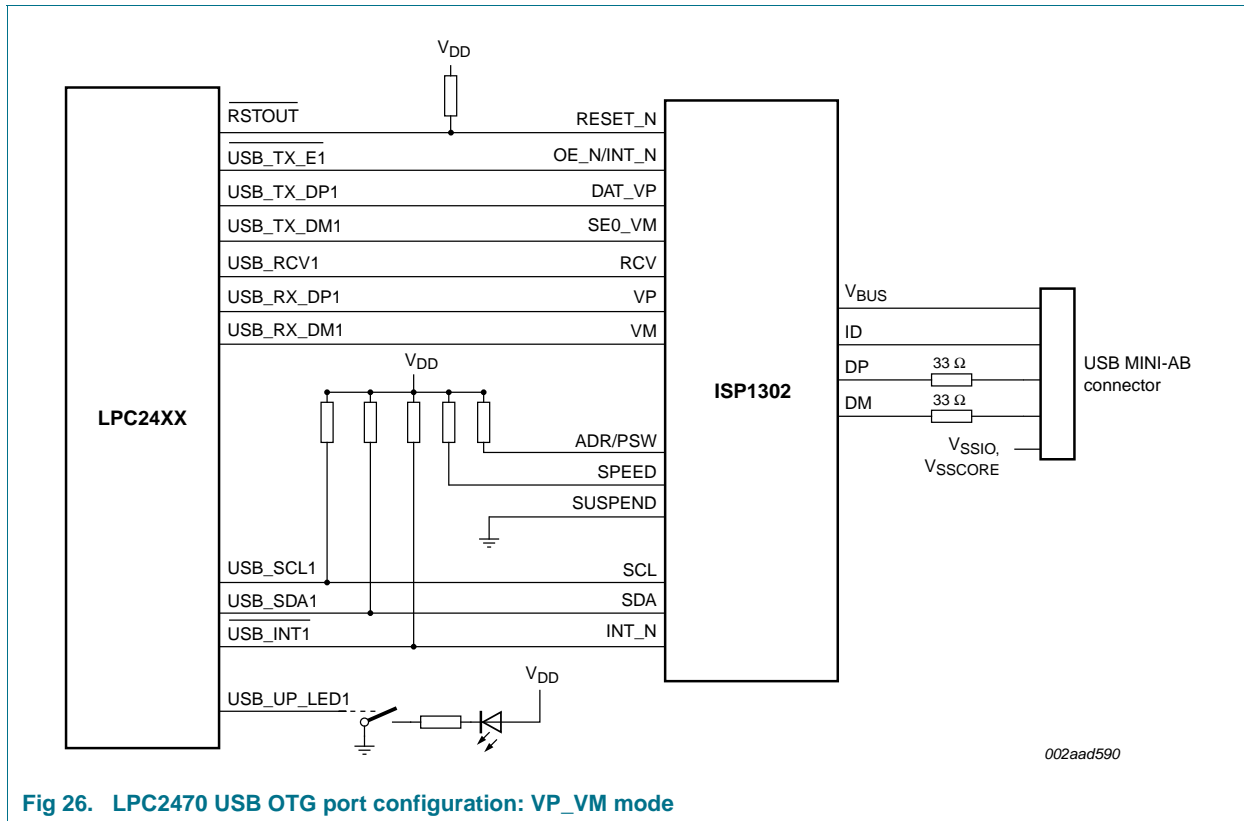 VDD
RSTOUT
RESET_N
USB_TX_E1
OE_N/INT_N
USB_TX_DP1
DAT_VP
USB_TX_DM1
SE0_VM
USB_RCV1
RCV
USB_RX_DP1
VP
USB_RX_DM1
VM
VBUS
ID
DP
33 Ω
DM
33 Ω
USB MINI-AB
connector
VSSIO,
VSSCORE
LPC24XX
ISP1302
VDD
ADR/PSW
SPEED
SUSPEND
USB_SCL1
SCL
USB_SDA1
SDA
USB_INT1
INT_N
VDD
USB_UP_LED1
002aad590
Fig 26. LPC2470 USB OTG port configuration: VP_VM mode